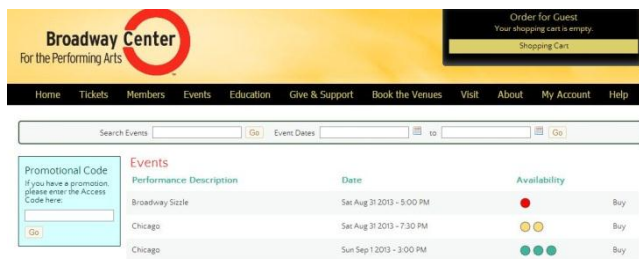 Broadway Center
For the Performing Arts
Order for Guest
Your shopping cart is empty.
Shopping Cart
Home Tickets Members Events Education Give & Support Book the Venues Visit About My Account Help
Search Events Go Event Dates to Go
Promotional Code
If you have a promotion,
please enter the Access
Code here:
Go
Events
Performance Description Date Availability
Broadway Sizzle Sat Aug 31 2013 - 5:00 PM Buy
Chicago Sat Aug 31 2013 - 7:30 PM Buy
Chicago Sun Sep 1 2013 - 3:00 PM Buy